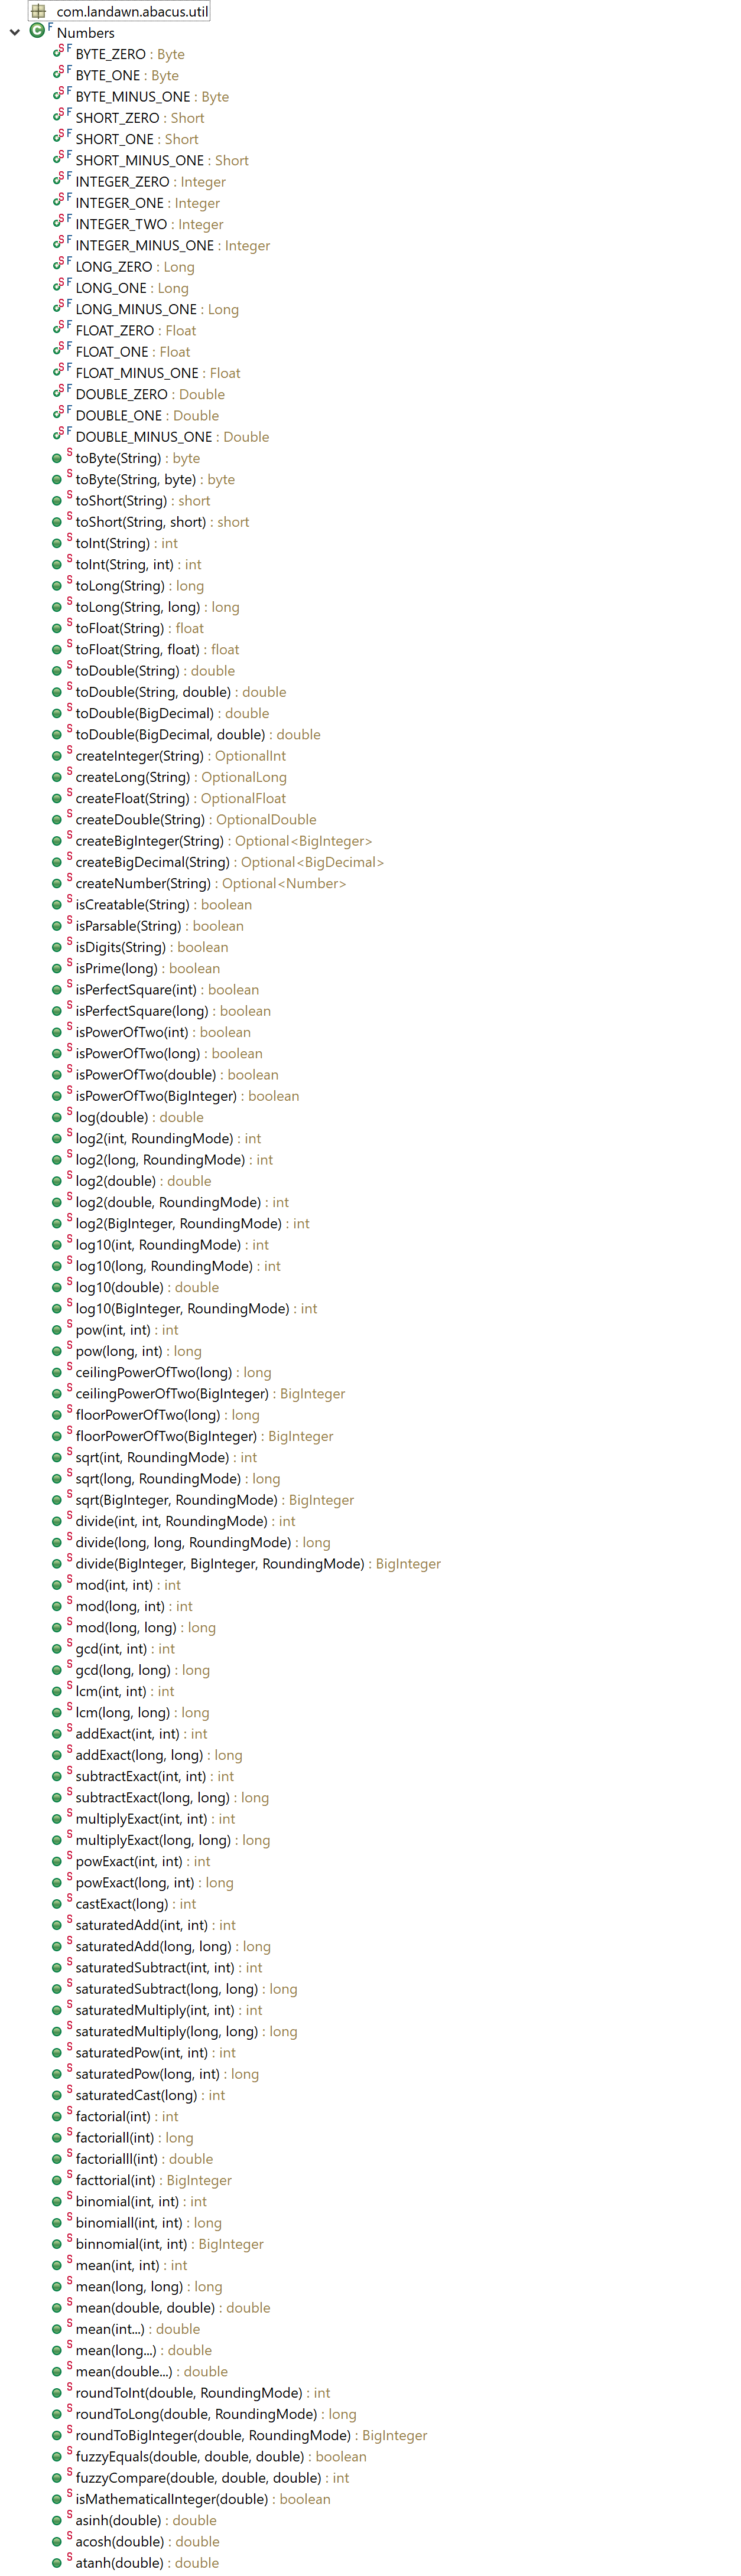 com.landawn.abacus.util
Numbers
BYTE_ZERO : Byte
BYTE_ONE : Byte
BYTE_MINUS_ONE : Byte
SHORT_ZERO : Short
SHORT_ONE : Short
SHORT_MINUS_ONE : Short
INTEGER_ZERO : Integer
INTEGER_ONE : Integer
INTEGER_TWO : Integer
INTEGER_MINUS_ONE : Integer
LONG_ZERO : Long
LONG_ONE : Long
LONG_MINUS_ONE : Long
FLOAT_ZERO : Float
FLOAT_ONE : Float
FLOAT_MINUS_ONE : Float
DOUBLE_ZERO : Double
DOUBLE_ONE : Double
DOUBLE_MINUS_ONE : Double
toByte(String) : byte
toByte(String, byte) : byte
toShort(String) : short
toShort(String, short) : short
toInt(String) : int
toInt(String, int) : int
toLong(String) : long
toLong(String, long) : long
toFloat(String) : float
toFloat(String, float) : float
toDouble(String) : double
toDouble(String, double) : double
toDouble(BigDecimal) : double
toDouble(BigDecimal, double) : double
createInteger(String) : OptionalInt
createLong(String) : OptionalLong
createFloat(String) : OptionalFloat
createDouble(String) : OptionalDouble
createBigInteger(String) : Optional<BigInteger>
createBigDecimal(String) : Optional<BigDecimal>
createNumber(String) : Optional<Number>
isCreatable(String) : boolean
isParsable(String) : boolean
isDigits(String) : boolean
isPrime(long) : boolean
isPerfectSquare(int) : boolean
isPerfectSquare(long) : boolean
isPowerOfTwo(int) : boolean
isPowerOfTwo(long) : boolean
isPowerOfTwo(double) : boolean
isPowerOfTwo(BigInteger) : boolean
log(double) : double
log2(int, RoundingMode) : int
log2(long, RoundingMode) : int
log2(double) : double
log2(double, RoundingMode) : int
log2(BigInteger, RoundingMode) : int
log10(int, RoundingMode) : int
log10(long, RoundingMode) : int
log10(double) : double
log10(BigInteger, RoundingMode) : int
pow(int, int) : int
pow(long, int) : long
ceilingPowerOfTwo(long) : long
ceilingPowerOfTwo(BigInteger) : BigInteger
floorPowerOfTwo(long) : long
floorPowerOfTwo(BigInteger) : BigInteger
sqrt(int, RoundingMode) : int
sqrt(long, RoundingMode) : long
sqrt(BigInteger, RoundingMode) : BigInteger
divide(int, int, RoundingMode) : int
divide(long, long, RoundingMode) : long
divide(BigInteger, BigInteger, RoundingMode) : BigInteger
mod(int, int) : int
mod(long, int) : int
mod(long, long) : long
gcd(int, int) : int
gcd(long, long) : long
lcm(int, int) : int
lcm(long, long) : long
addExact(int, int) : int
addExact(long, long) : long
subtractExact(int, int) : int
subtractExact(long, long) : long
multiplyExact(int, int) : int
multiplyExact(long, long) : long
powExact(int, int) : int
powExact(long, int) : long
castExact(long) : int
saturatedAdd(int, int) : int
saturatedAdd(long, long) : long
saturatedSubtract(int, int) : int
saturatedSubtract(long, long) : long
saturatedMultiply(int, int) : int
saturatedMultiply(long, long) : long
saturatedPow(int, int) : int
saturatedPow(long, int) : long
saturatedCast(long) : int
factorial(int) : int
factoriall(int) : long
factorialll(int) : double
facttorial(int) : BigInteger
binomial(int, int) : int
binomiall(int, int) : long
binnomial(int, int) : BigInteger
mean(int, int) : int
mean(long, long) : long
mean(double, double) : double
mean(int...) : double
mean(long...) : double
mean(double...) : double
roundToInt(double, RoundingMode) : int
roundToLong(double, RoundingMode) : long
roundToBigInteger(double, RoundingMode) : BigInteger
fuzzyEquals(double, double, double) : boolean
fuzzyCompare(double, double, double) : int
isMathematicalInteger(double) : boolean
asinh(double) : double
acosh(double) : double
atanh(double) : double